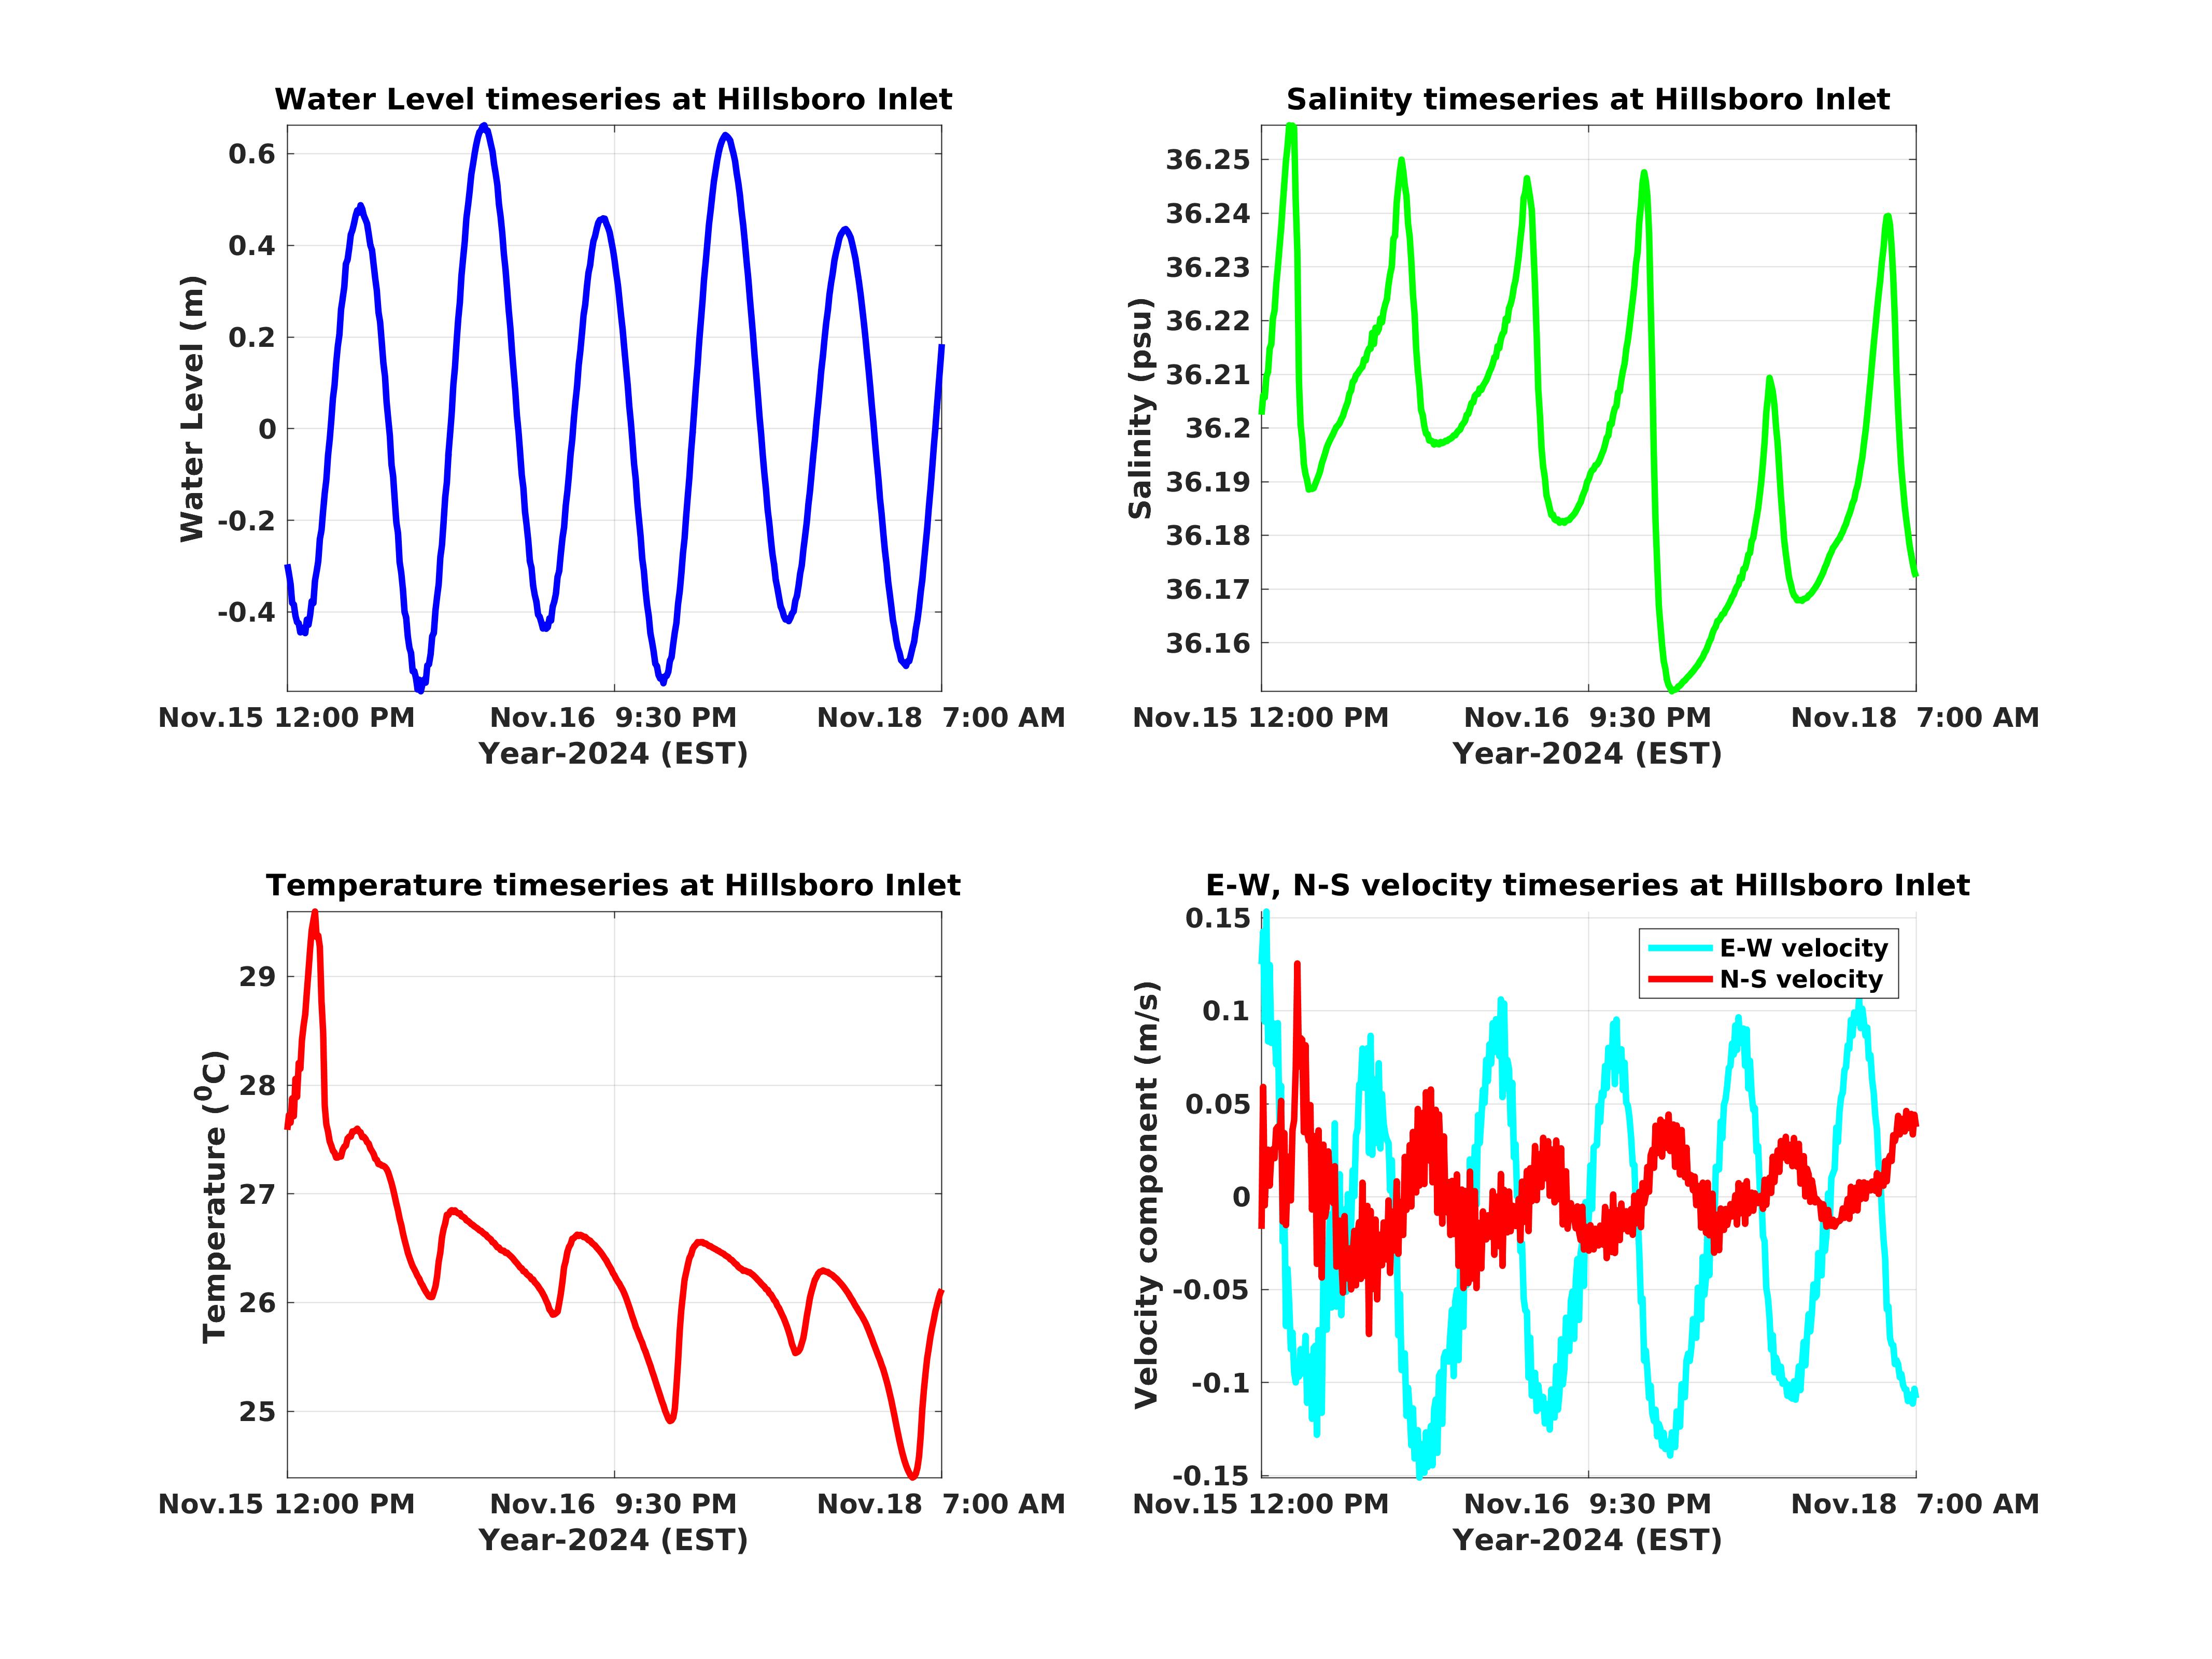 Water Level timeseries at Hillsboro Inlet
0.6
0.4
0.2
0
-0.2
-0.4
Water Level (m)
Nov.15 12:00 PM
Nov.16 9:30 PM
Nov.18 7:00 AM
Year-2024 (EST)
Salinity timeseries at Hillsboro Inlet
36.25
36.24
36.23
36.22
36.21
36.2
36.19
36.18
36.17
36.16
Salinity (psu)
Nov.15 12:00 PM
Nov.16 9:30 PM
Nov.18 7:00 AM
Year-2024 (EST)
Temperature timeseries at Hillsboro Inlet
29
28
27
26
25
Temperature (⁰C)
Nov.15 12:00 PM
Nov.16 9:30 PM
Nov.18 7:00 AM
Year-2024 (EST)
E-W, N-S velocity timeseries at Hillsboro Inlet
E-W velocity
N-S velocity
0.15
0.1
0.05
0
-0.05
-0.1
-0.15
Velocity component (m/s)
Nov.15 12:00 PM
Nov.16 9:30 PM
Nov.18 7:00 AM
Year-2024 (EST)